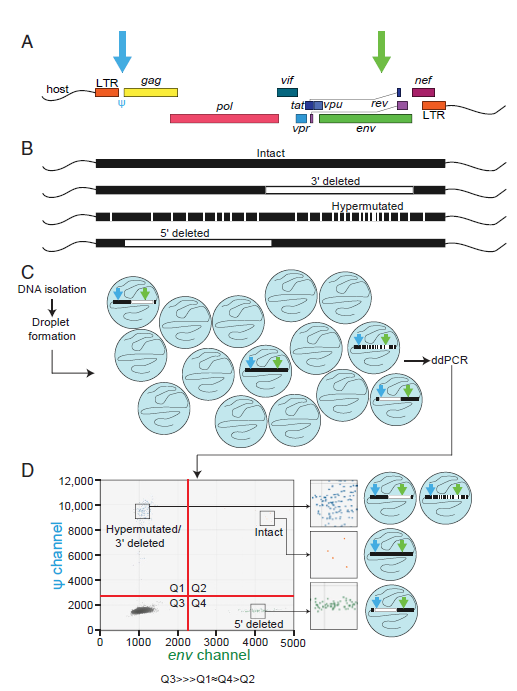 A
LTR
gag
vif
nef
host
ψ
pol
tat
vpu
rev
LTR
vpr
env
B
Intact
3' deleted
Hypermutated
5' deleted
C
DNA isolation
Droplet
formation
ddPCR
D
12,000
10,000
8000
6000
4000
2000
0
ψ channel
Hypermutated/
3' deleted
Intact
Q1 Q2
Q3 Q4
5' deleted
0 1000 2000 3000 4000 5000
env channel
Q3>>>Q1≈Q4>Q2